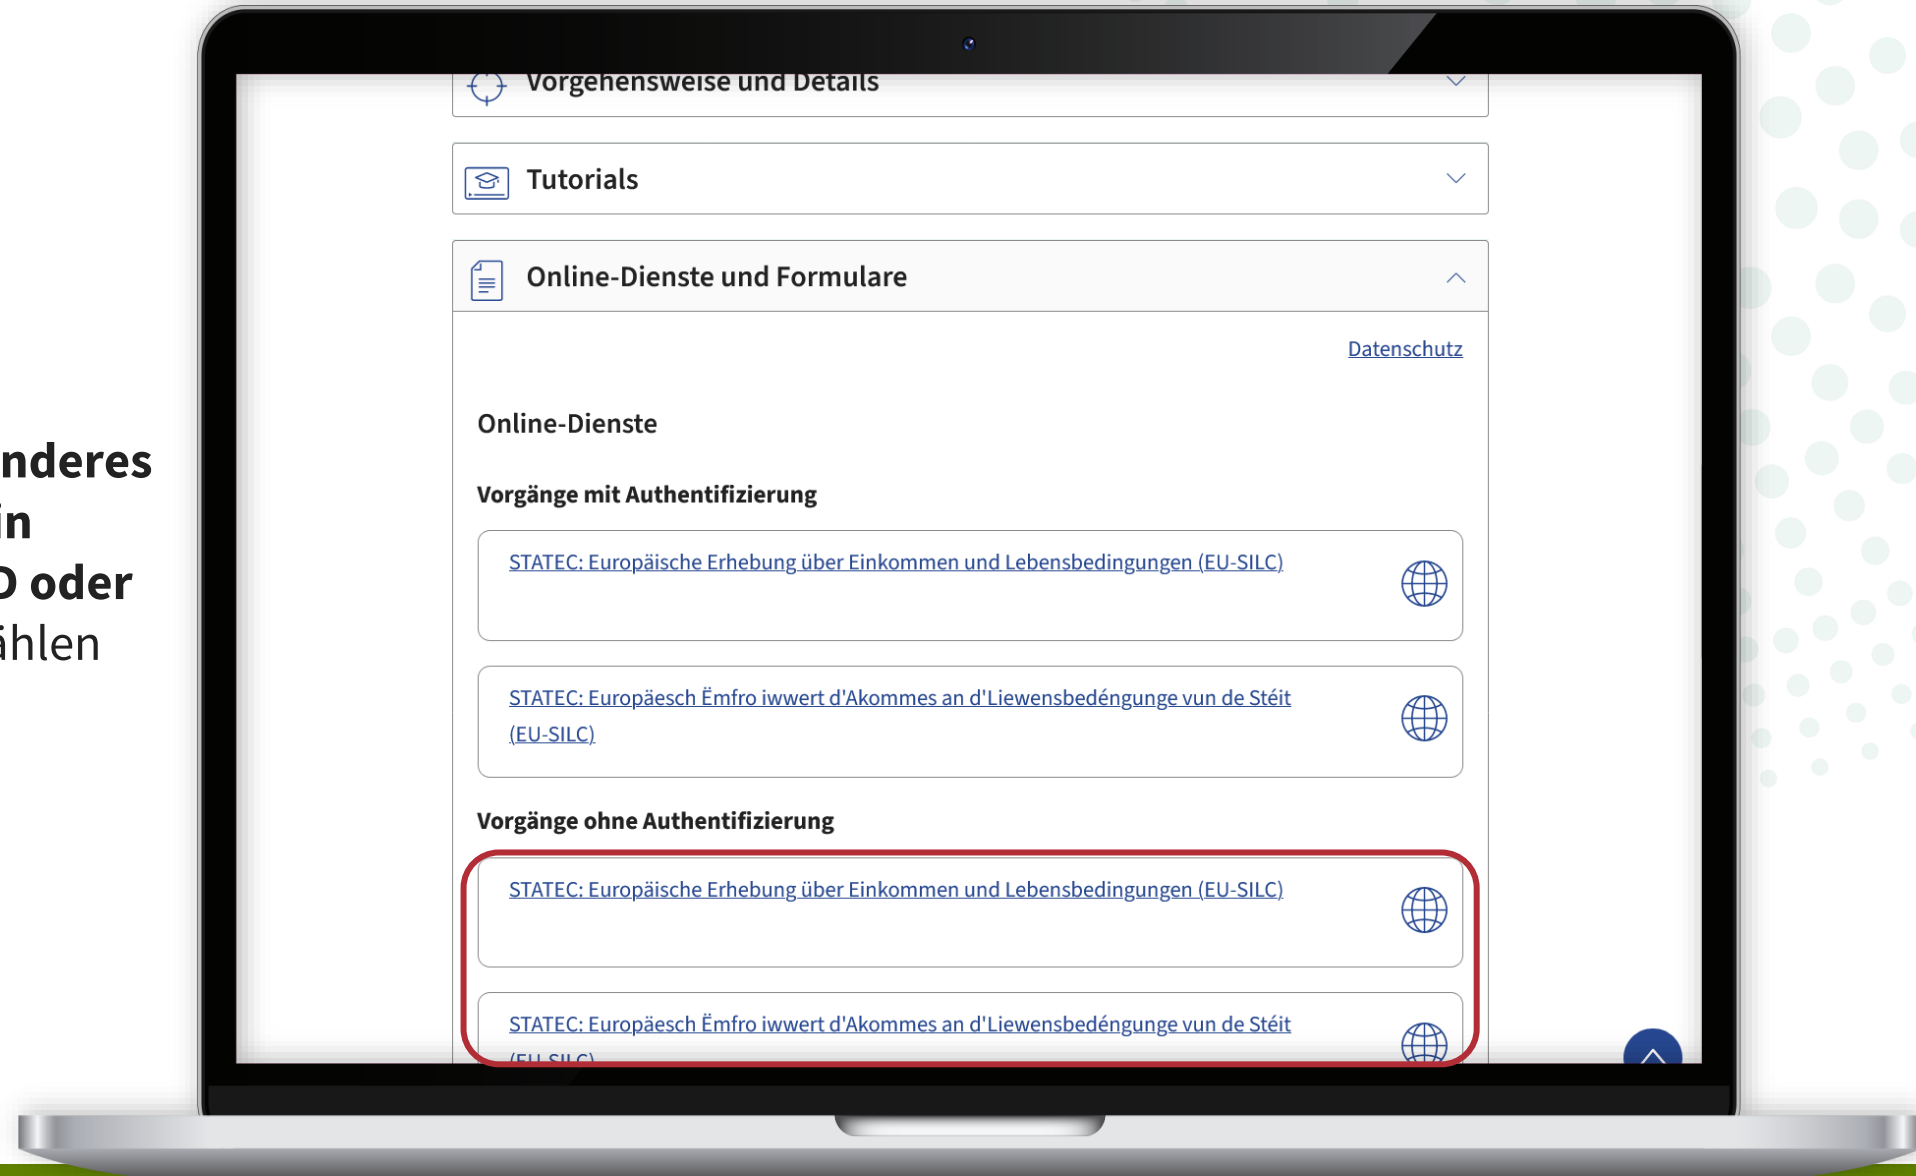 nderes
in
D oder
ählen
Vorgehensweise und Details
Tutorials
Online-Dienste und Formulare
Datenschutz
Online-Dienste
Vorgänge mit Authentifizierung
STATEC: Europäische Erhebung über Einkommen und Lebensbedingungen (EU-SILC)
STATEC: Europäesch Ëmfro iwwert d'Akommes an d'Liewensbedéngunge vun de Stéit
(EU-SILC)
Vorgänge ohne Authentifizierung
STATEC: Europäische Erhebung über Einkommen und Lebensbedingungen (EU-SILC)
STATEC: Europäesch Ëmfro iwwert d'Akommes an d'Liewensbedéngunge vun de Stéit
(EU-SILC)